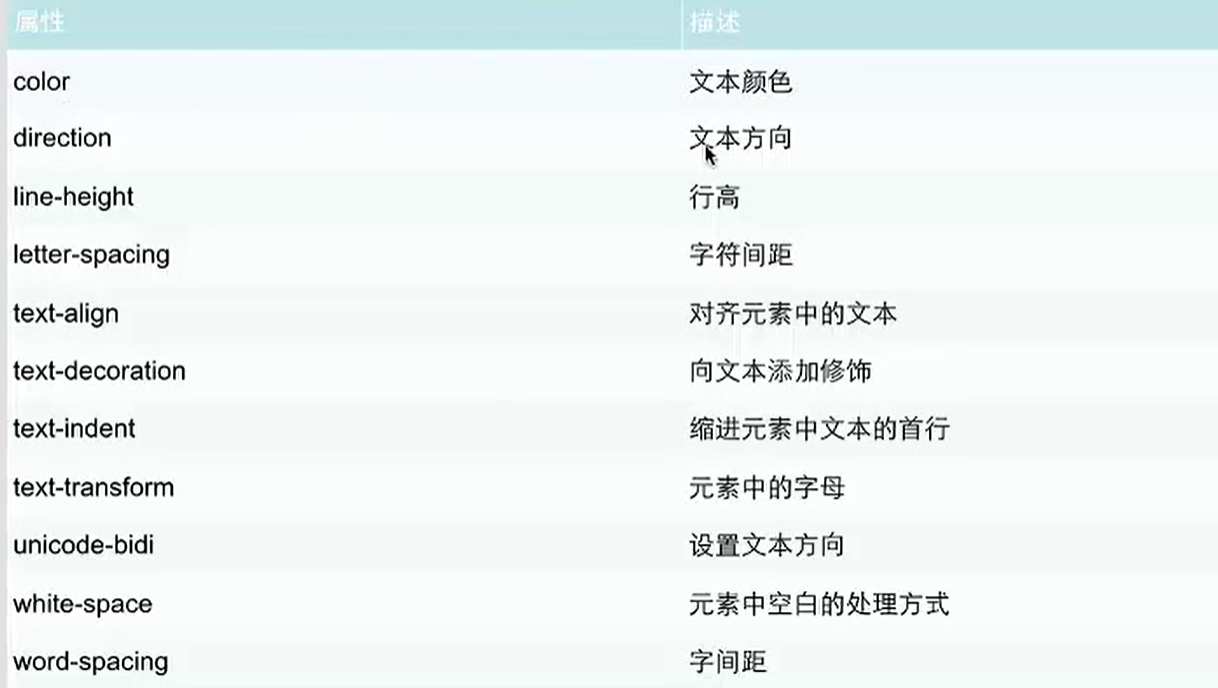 属性 描述
color 文本颜色
direction 文本方向
line-height 行高
letter-spacing 字符间距
text-align 对齐元素中的文本
text-decoration 向文本添加修饰
text-indent 缩进元素中文本的首行
text-transform 元素中的字母
unicode-bidi 设置文本方向
white-space 元素中空白的处理方式
word-spacing 字间距